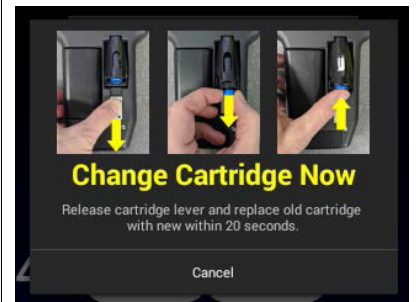 Change Cartridge Now
Release cartridge lever and replace old cartridge
with new within 20 seconds.
Cancel